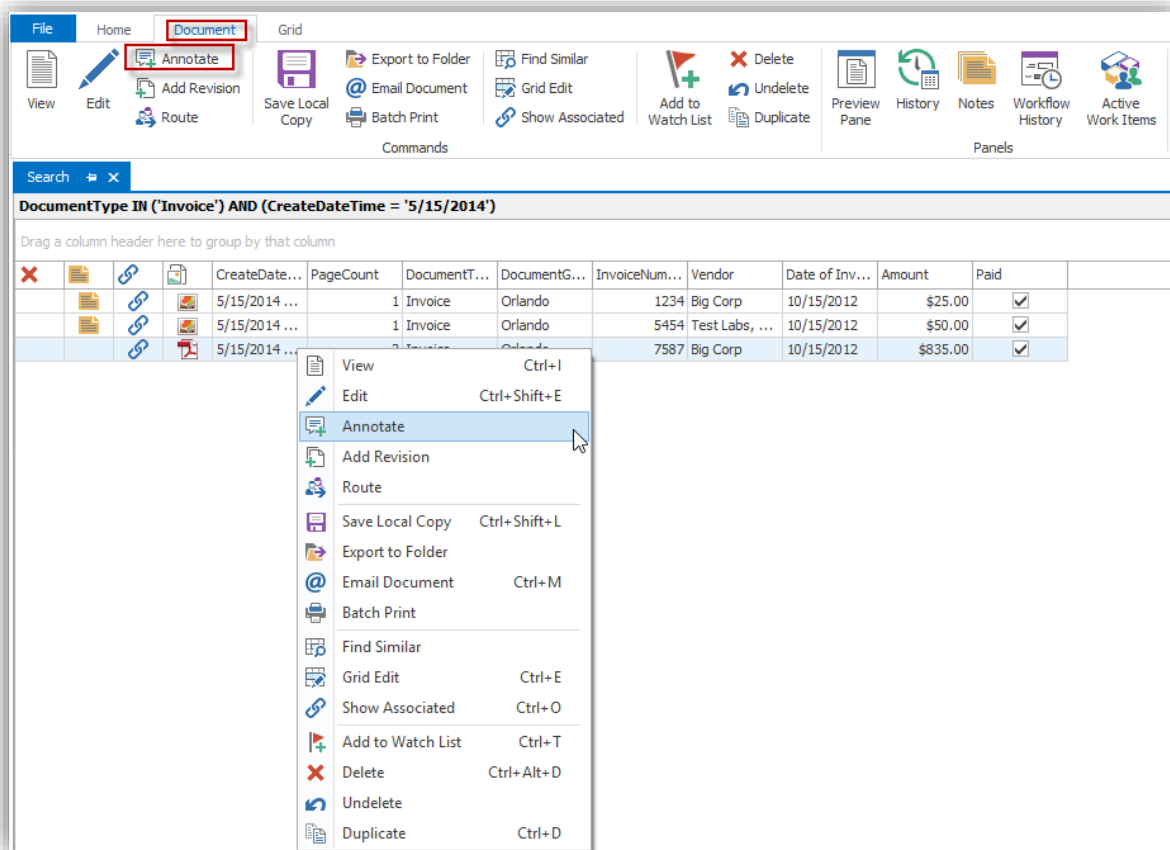 File Home Document Grid
View
Edit
Annotate
Add Revision
Route
Save Local
Copy
Export to Folder
Email Document
Batch Print
Find Similar
Grid Edit
Show Associated
Add to
Watch List
Delete
Undelete
Duplicate
Preview
Pane
History
Notes
Workflow
History
Active
Work Items
Commands
Panels
Search
DocumentType IN ('Invoice') AND (CreateDateTime = '5/15/2014')
Drag a column header here to group by that column
CreateDate... PageCount DocumentT... DocumentG... InvoiceNum... Vendor Date of Inv... Amount Paid
5/15/2014 ... 1 Invoice Orlando 1234 Big Corp 10/15/2012 $25.00
5/15/2014 ... 1 Invoice Orlando 5454 Test Labs, ... 10/15/2012 $50.00
5/15/2014 ... Invoice Orlando 7587 Big Corp 10/15/2012 $835.00
View Ctrl+I
Edit Ctrl+Shift+E
Annotate
Add Revision
Route
Save Local Copy Ctrl+Shift+L
Export to Folder
Email Document Ctrl+M
Batch Print
Find Similar
Grid Edit Ctrl+E
Show Associated Ctrl+O
Add to Watch List Ctrl+T
Delete Ctrl+Alt+D
Undelete
Duplicate Ctrl+D